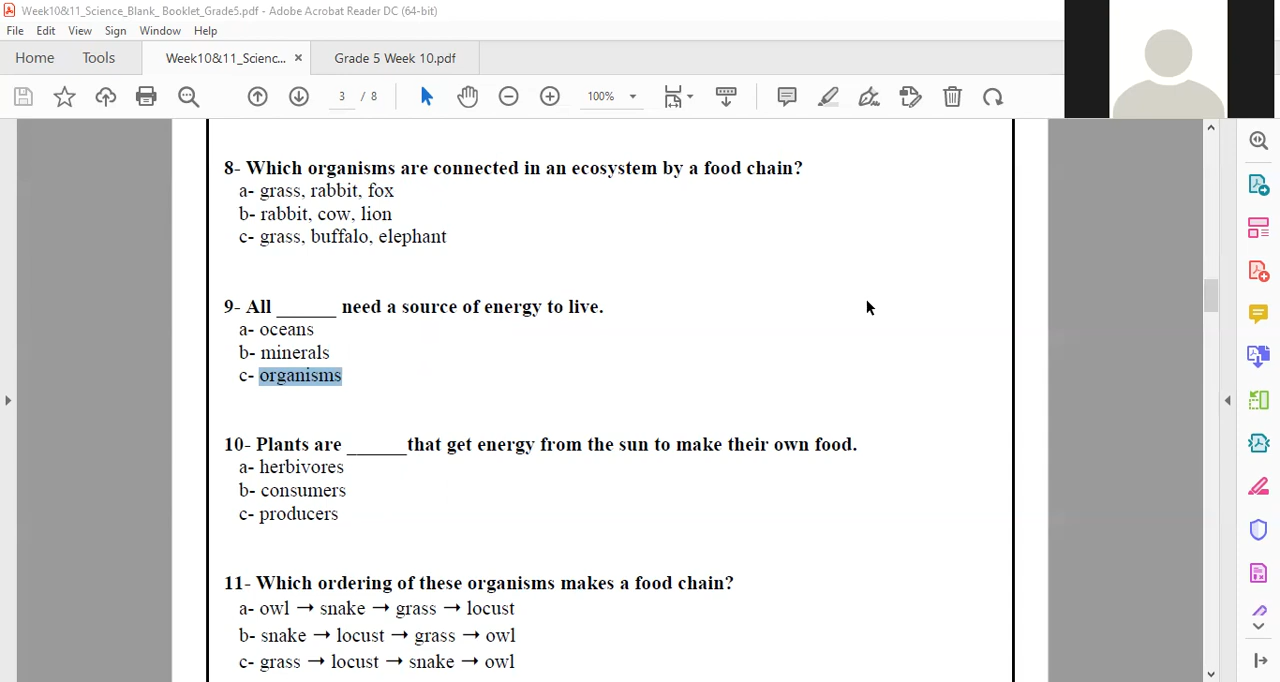 Week10&11_Science_Blank_ Booklet_Grade5.pdf - Adobe Acrobat Reader DC (64-bit)
File Edit View Sign Window Help
Home Tools Week10&11_Scienc... × Grade 5 Week 10.pdf
3 / 8 100%
8- Which organisms are connected in an ecosystem by a food chain?
a- grass, rabbit, fox
b- rabbit, cow, lion
c- grass, buffalo, elephant
9- All ______ need a source of energy to live.
a- oceans
b- minerals
c- organisms
10- Plants are ______that get energy from the sun to make their own food.
a- herbivores
b- consumers
c- producers
11- Which ordering of these organisms makes a food chain?
a- owl → snake → grass → locust
b- snake → locust → grass → owl
c- grass → locust → snake → owl